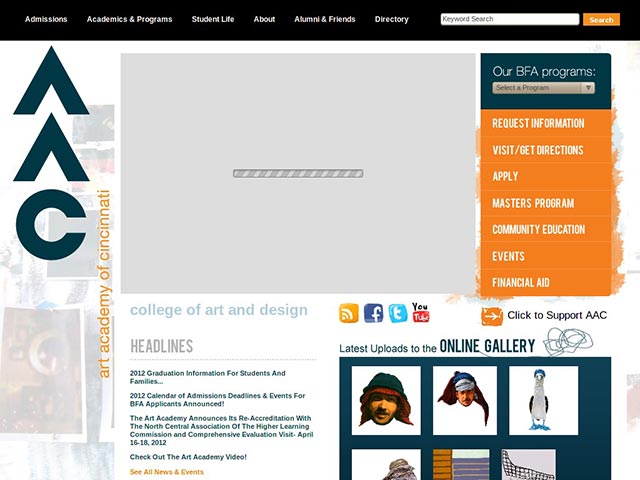 Admissions
Academics & Programs
Student Life
About
Alumni & Friends
Directory
Keyword Search
Search
AAC
art academy of cincinnati
Our BFA programs:
Select a Program
REQUEST INFORMATION
VISIT/GET DIRECTIONS
APPLY
MASTERS PROGRAM
COMMUNITY EDUCATION
EVENTS
FINANCIAL AID
college of art and design
You
Tube
Click to Support AAC
HEADLINES
2012 Graduation Information For Students And
Families...
2012 Calendar of Admissions Deadlines & Events For
BFA Applicants Announced!
The Art Academy Announces Its Re-Accreditation With
The North Central Association Of The Higher Learning
Commission and Comprehensive Evaluation Visit- April
16-18, 2012
Check Out The Art Academy Video!
See All News & Events
Latest Uploads to the ONLINE GALLERY